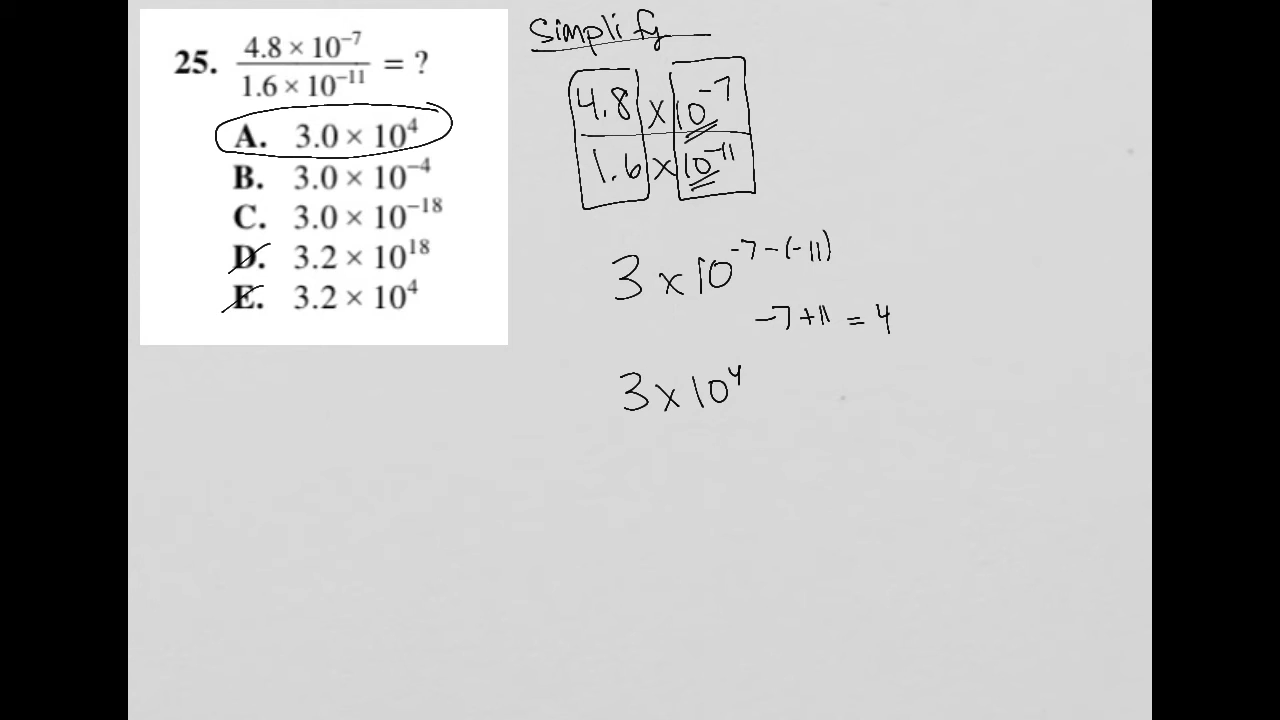 25. 4.8 × 10⁻⁷
1.6 × 10⁻¹¹ = ?
A. 3.0 × 10⁴
B. 3.0 × 10⁻⁴
C. 3.0 × 10⁻¹⁸
D. 3.2 × 10¹⁸
E. 3.2 × 10⁴
Simplify
4.8 × 10⁻⁷
1.6 × 10⁻¹¹
3 × 10⁻⁷⁻⁽⁻¹¹⁾
-7 + 11 = 4
3 × 10⁴